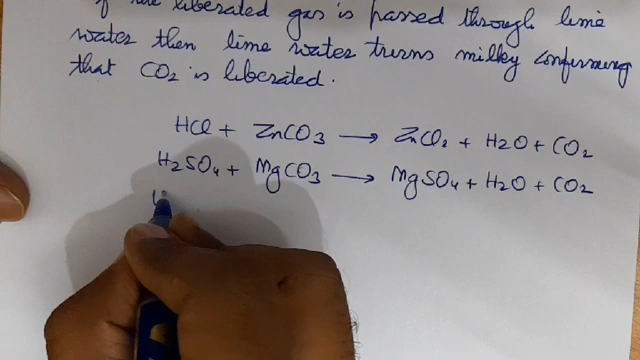 If the liberated gas is passed through lime
water then lime water turns milky confirming
that CO2 is liberated.
HCl + ZnCO3 → ZnCl2 + H2O + CO2
H2SO4 + MgCO3 → MgSO4 + H2O + CO2